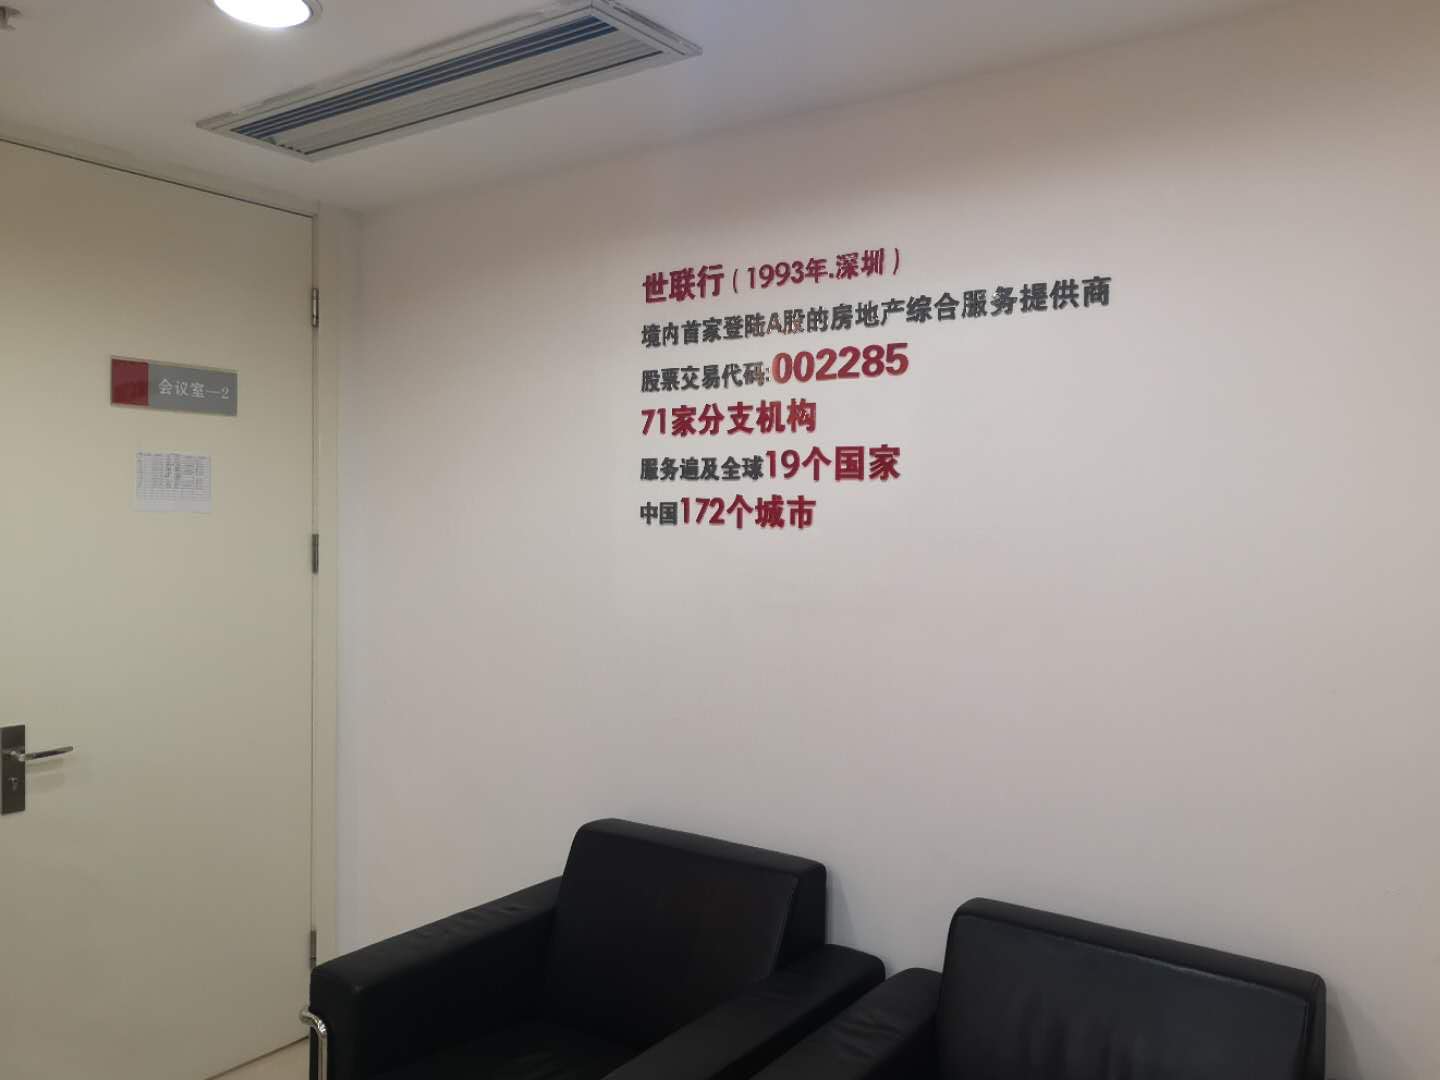 会议室—2
世联行（1993年.深圳）
境内首家登陆A股的房地产综合服务提供商
股票交易代码:002285
71家分支机构
服务遍及全球19个国家
中国172个城市